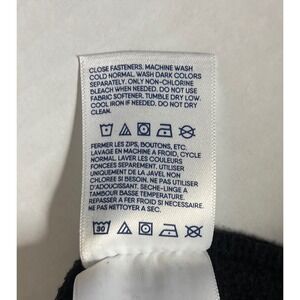 CLOSE FASTENERS. MACHINE WASH
COLD NORMAL. WASH DARK COLORS
SEPARATELY. ONLY NON-CHLORINE
BLEACH WHEN NEEDED. DO NOT USE
FABRIC SOFTENER. TUMBLE DRY LOW.
COOL IRON IF NEEDED. DO NOT DRY
CLEAN.
FERMER LES ZIPS, BOUTONS, ETC.
LAVAGE EN MACHINE A FROID, CYCLE
NORMAL. LAVER LES COULEURS
FONCEES SEPAREMENT. UTILISER
UNIQUEMENT DE LA JAVEL NON
CHLOREE SI BESOIN. NE PAS UTILISER
D'ADOUCISSANT. SECHE-LINGE A
TAMBOUR BASSE TEMPERATURE.
REPASSER A FER FROID SI NECESSAIRE.
NE PAS NETTOYER A SEC.
30